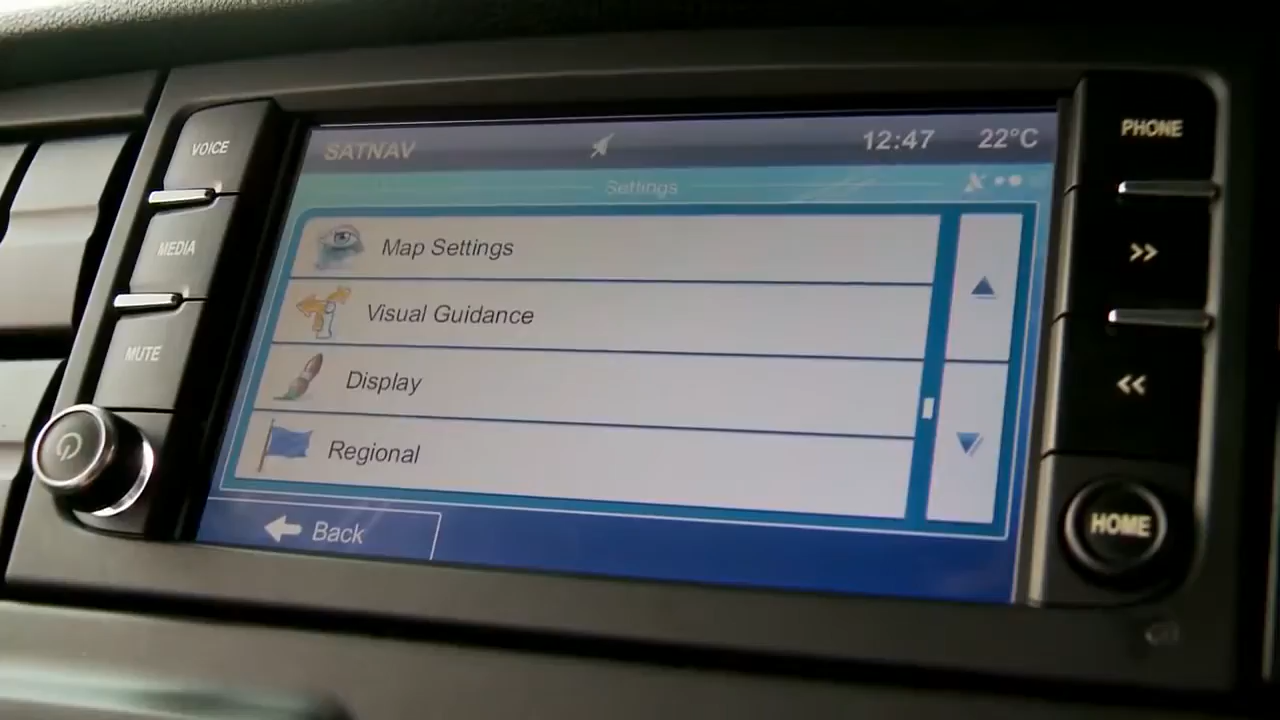 VOICE
MEDIA
MUTE
SATNAV 12:47 22°C
Settings
Map Settings
Visual Guidance
Display
Regional
Back
PHONE
>>
<<
HOME